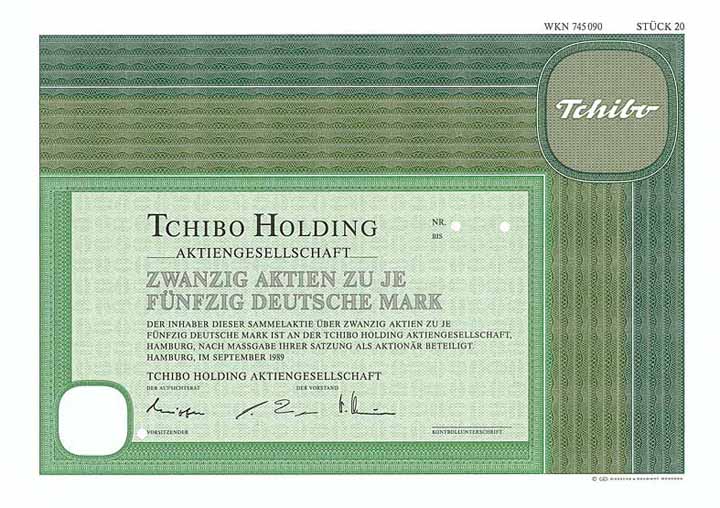 WKN 745 090 STÜCK 20
Tchibo
TCHIBO HOLDING
AKTIENGESELLSCHAFT
NR.
BIS
ZWANZIG AKTIEN ZU JE
FÜNFZIG DEUTSCHE MARK
DER INHABER DIESER SAMMELAKTIE ÜBER ZWANZIG AKTIEN ZU JE
FÜNFZIG DEUTSCHE MARK IST AN DER TCHIBO HOLDING AKTIENGESELLSCHAFT,
HAMBURG, NACH MASSGABE IHRER SATZUNG ALS AKTIONÄR BETEILIGT.
HAMBURG, IM SEPTEMBER 1989
TCHIBO HOLDING AKTIENGESELLSCHAFT
DER AUFSICHTSRAT DER VORSTAND
VORSITZENDER KONTROLLUNTERSCHRIFT